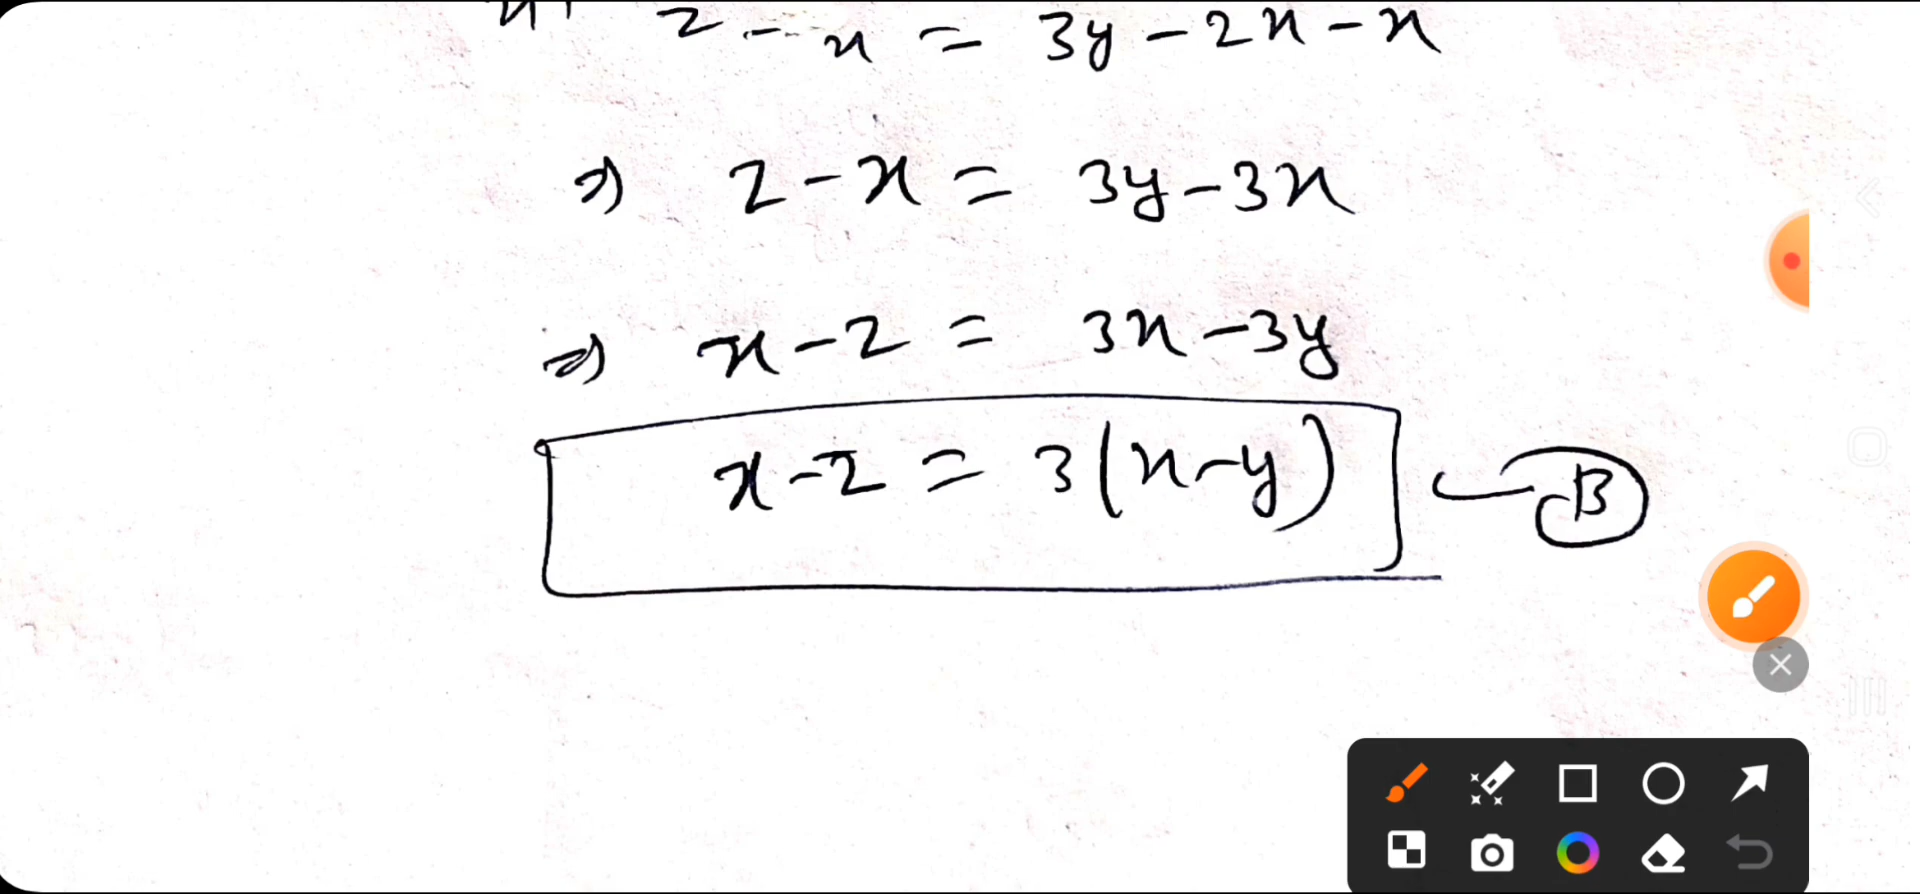 z - x = 3y - 2x - x
⇒ z - x = 3y - 3x
⇒ x - z = 3x - 3y
x - z = 3(x - y) B